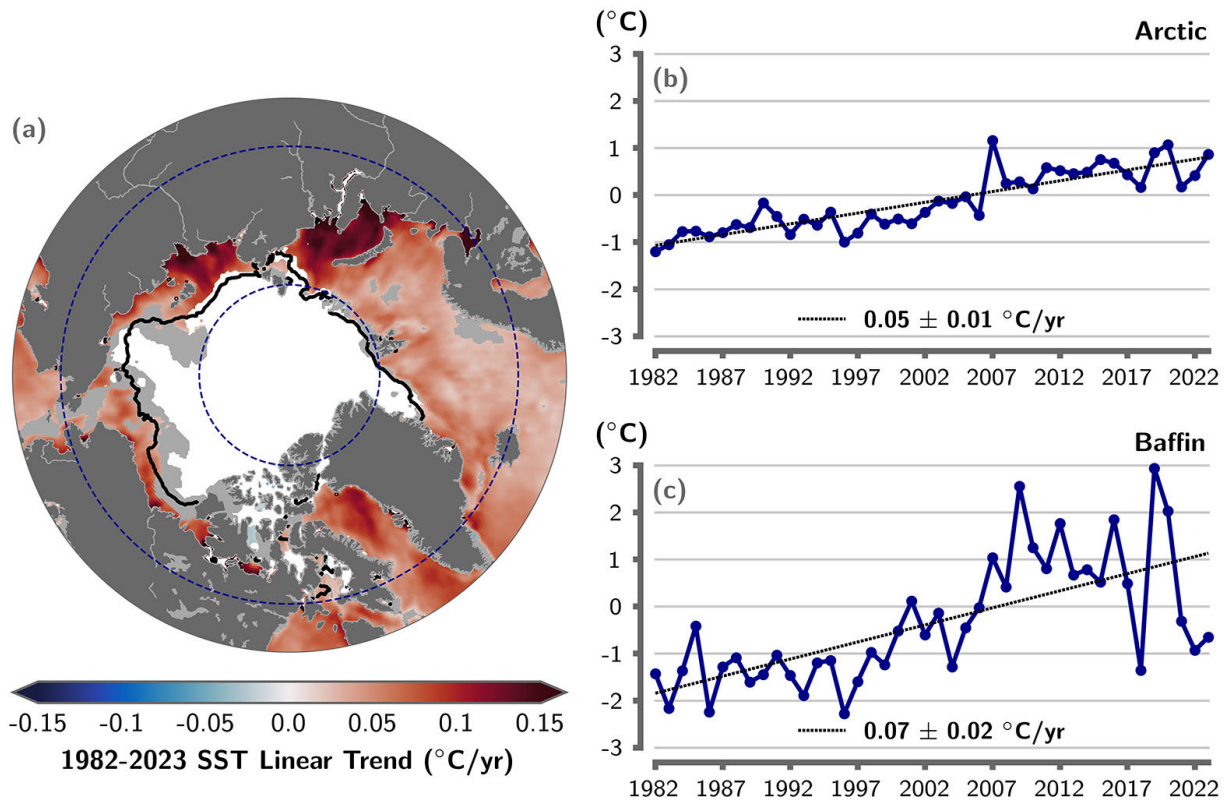 (a)
-0.15 -0.1 -0.05 0.0 0.05 0.1 0.15
1982-2023 SST Linear Trend (°C/yr)
(°C)
Arctic
(b)
3
2
1
0
-1
-2
-3
0.05 ± 0.01 °C/yr
1982 1987 1992 1997 2002 2007 2012 2017 2022
(°C)
Baffin
(c)
3
2
1
0
-1
-2
-3
0.07 ± 0.02 °C/yr
1982 1987 1992 1997 2002 2007 2012 2017 2022